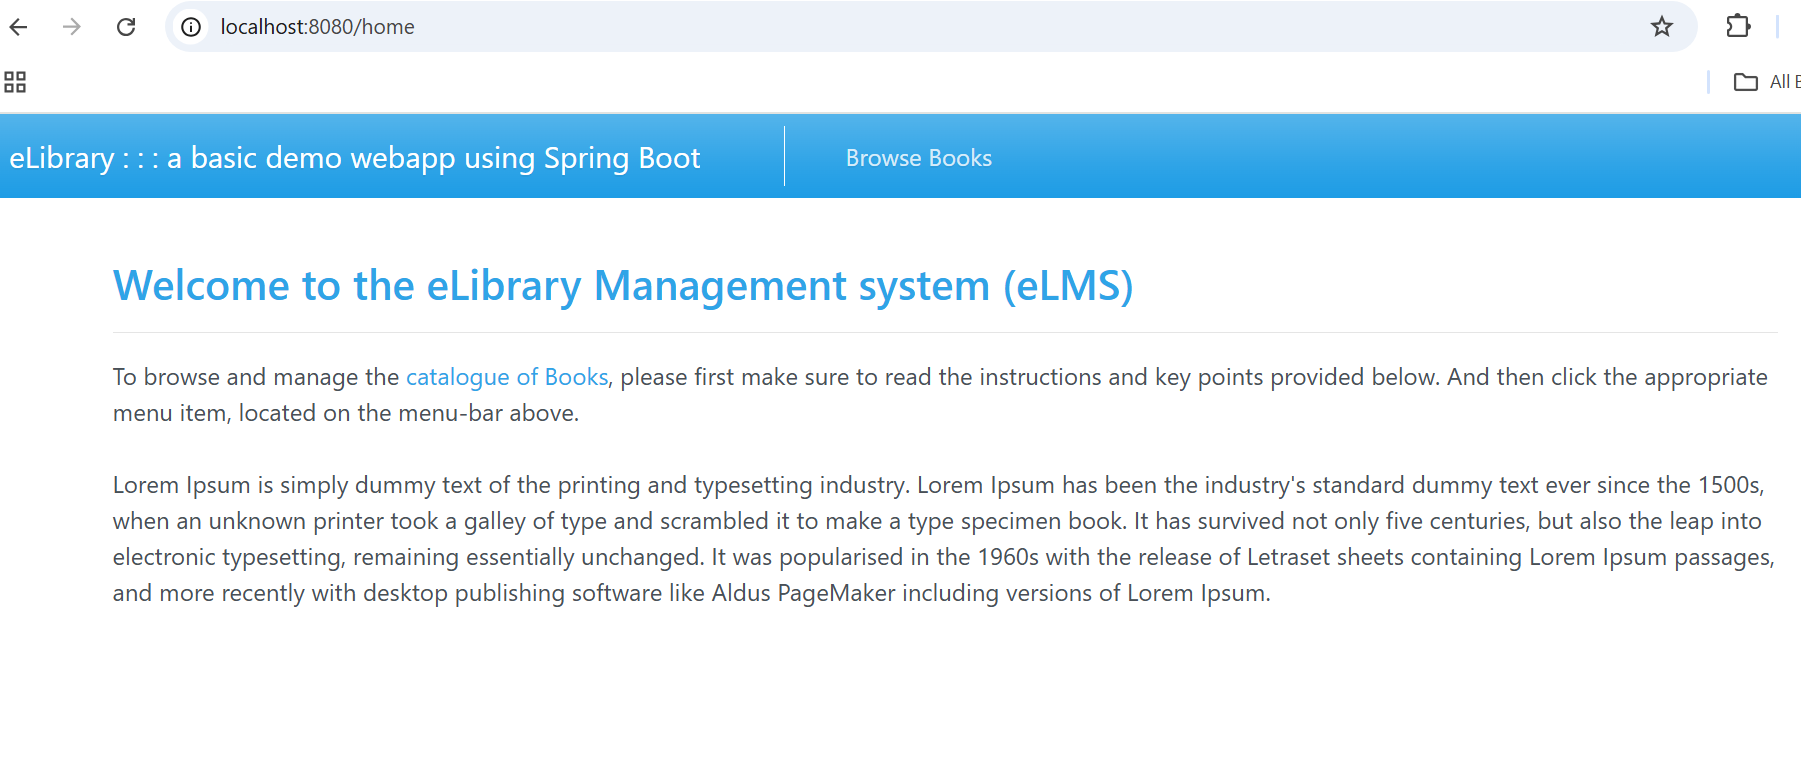 localhost:8080/home
All
eLibrary : : : a basic demo webapp using Spring Boot
Browse Books
Welcome to the eLibrary Management system (eLMS)
To browse and manage the catalogue of Books, please first make sure to read the instructions and key points provided below. And then click the appropriate
menu item, located on the menu-bar above.
Lorem Ipsum is simply dummy text of the printing and typesetting industry. Lorem Ipsum has been the industry's standard dummy text ever since the 1500s,
when an unknown printer took a galley of type and scrambled it to make a type specimen book. It has survived not only five centuries, but also the leap into
electronic typesetting, remaining essentially unchanged. It was popularised in the 1960s with the release of Letraset sheets containing Lorem Ipsum passages,
and more recently with desktop publishing software like Aldus PageMaker including versions of Lorem Ipsum.